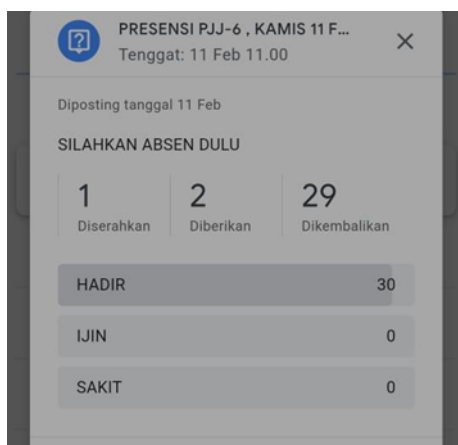 PRESENSI PJJ-6 , KAMIS 11 F...
Tenggat: 11 Feb 11.00
Diposting tanggal 11 Feb
SILAHKAN ABSEN DULU
1 2 29
Diserahkan Diberikan Dikembalikan
HADIR 30
IJIN 0
SAKIT 0